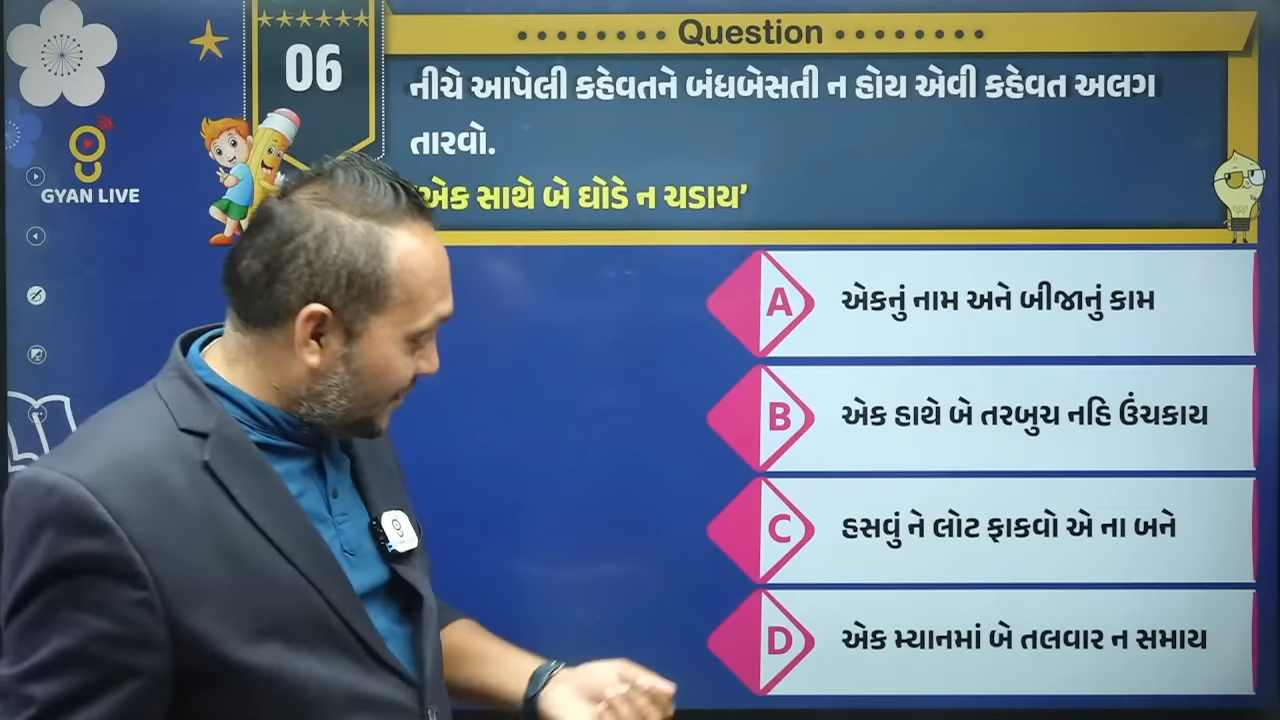 06
Question
નીચે આપેલી કહેવતને બંધબેસતી ન હોય એવી કહેવત અલગ
તારવો.
‘એક સાથે બે ઘોડે ન ચડાય’
GYAN LIVE
A એકનું નામ અને બીજાનું કામ
B એક હાથે બે તરબુચ નહિ ઉંચકાય
C હસવું ને લોટ ફાકવો એ ના બને
D એક મ્યાનમાં બે તલવાર ન સમાય